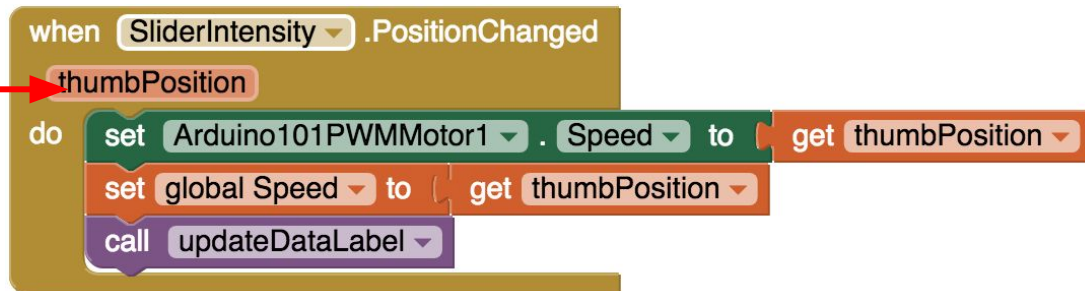 when SliderIntensity .PositionChanged
thumbPosition
do set Arduino101PWMMotor1 . Speed to get thumbPosition
set global Speed to get thumbPosition
call updateDataLabel